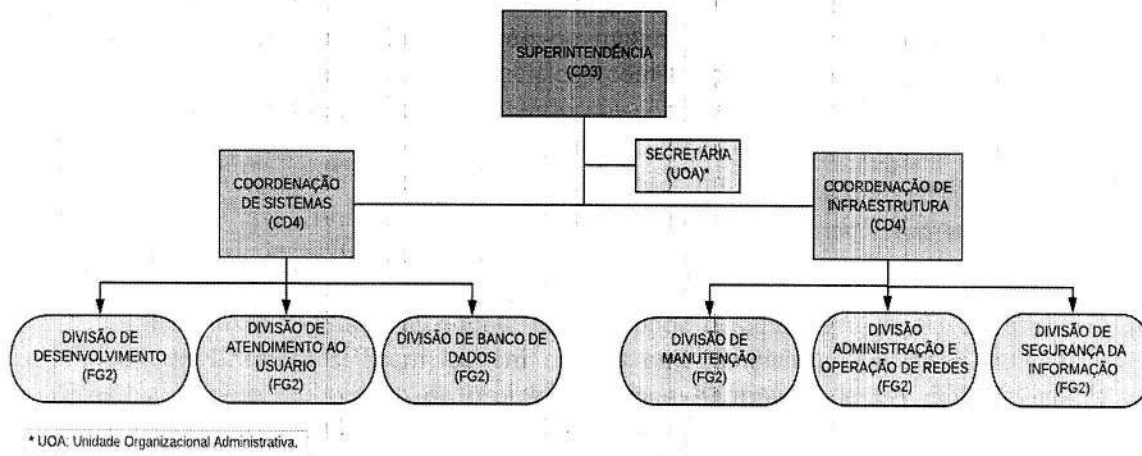 SUPERINTENDÊNCIA
(CD3)
SECRETÁRIA
(UOA)*
COORDENAÇÃO
DE SISTEMAS
(CD4)
COORDENAÇÃO DE
INFRAESTRUTURA
(CD4)
DIVISÃO DE
DESENVOLVIMENTO
(FG2)
DIVISÃO DE
ATENDIMENTO AO
USUÁRIO
(FG2)
DIVISÃO DE BANCO DE
DADOS
(FG2)
DIVISÃO DE
MANUTENÇÃO
(FG2)
DIVISÃO
ADMINISTRAÇÃO E
OPERAÇÃO DE REDES
(FG2)
DIVISÃO DE
SEGURANÇA DA
INFORMAÇÃO
(FG2)
* UOA: Unidade Organizacional Administrativa.